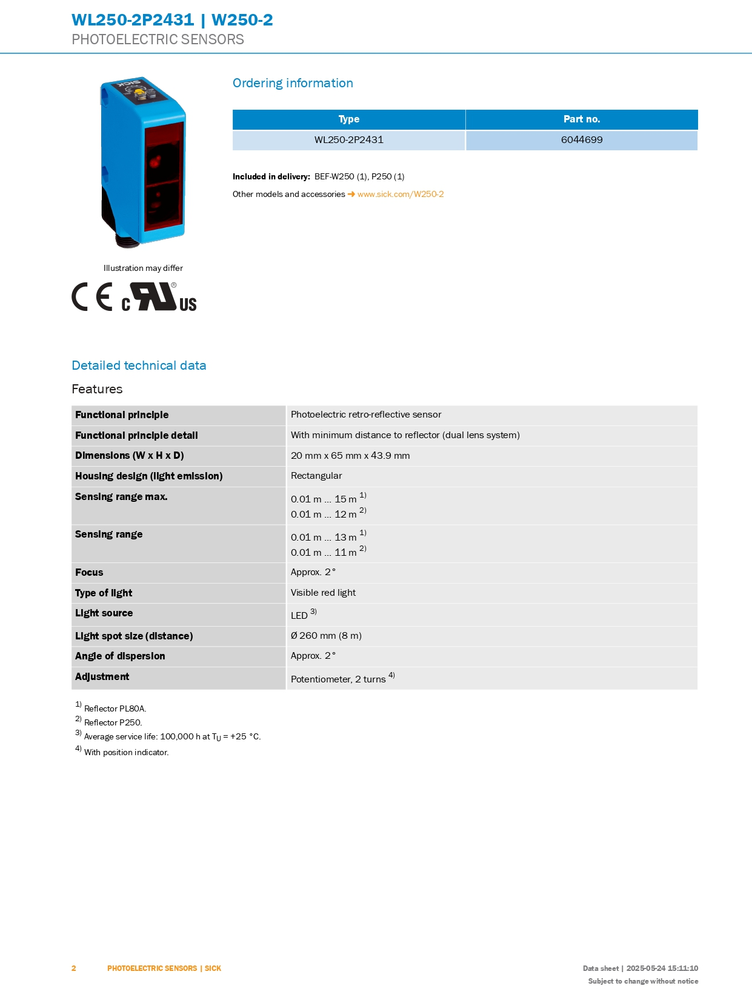 WL250-2P2431 | W250-2
PHOTOELECTRIC SENSORS
SICK
Illustration may differ
CE c RU ® US
Ordering information
Type Part no.
WL250-2P2431 6044699
Included in delivery: BEF-W250 (1), P250 (1)
Other models and accessories ➜ www.sick.com/W250-2
Detailed technical data
Features
Functional principle Photoelectric retro-reflective sensor
Functional principle detail With minimum distance to reflector (dual lens system)
Dimensions (W x H x D) 20 mm x 65 mm x 43.9 mm
Housing design (light emission) Rectangular
Sensing range max. 0.01 m ... 15 m 1)
0.01 m ... 12 m 2)
Sensing range 0.01 m ... 13 m 1)
0.01 m ... 11 m 2)
Focus Approx. 2°
Type of light Visible red light
Light source LED 3)
Light spot size (distance) Ø 260 mm (8 m)
Angle of dispersion Approx. 2°
Adjustment Potentiometer, 2 turns 4)
1) Reflector PL80A.
2) Reflector P250.
3) Average service life: 100,000 h at TU = +25 °C.
4) With position indicator.
2 PHOTOELECTRIC SENSORS | SICK
Data sheet | 2025-05-24 15:11:10
Subject to change without notice